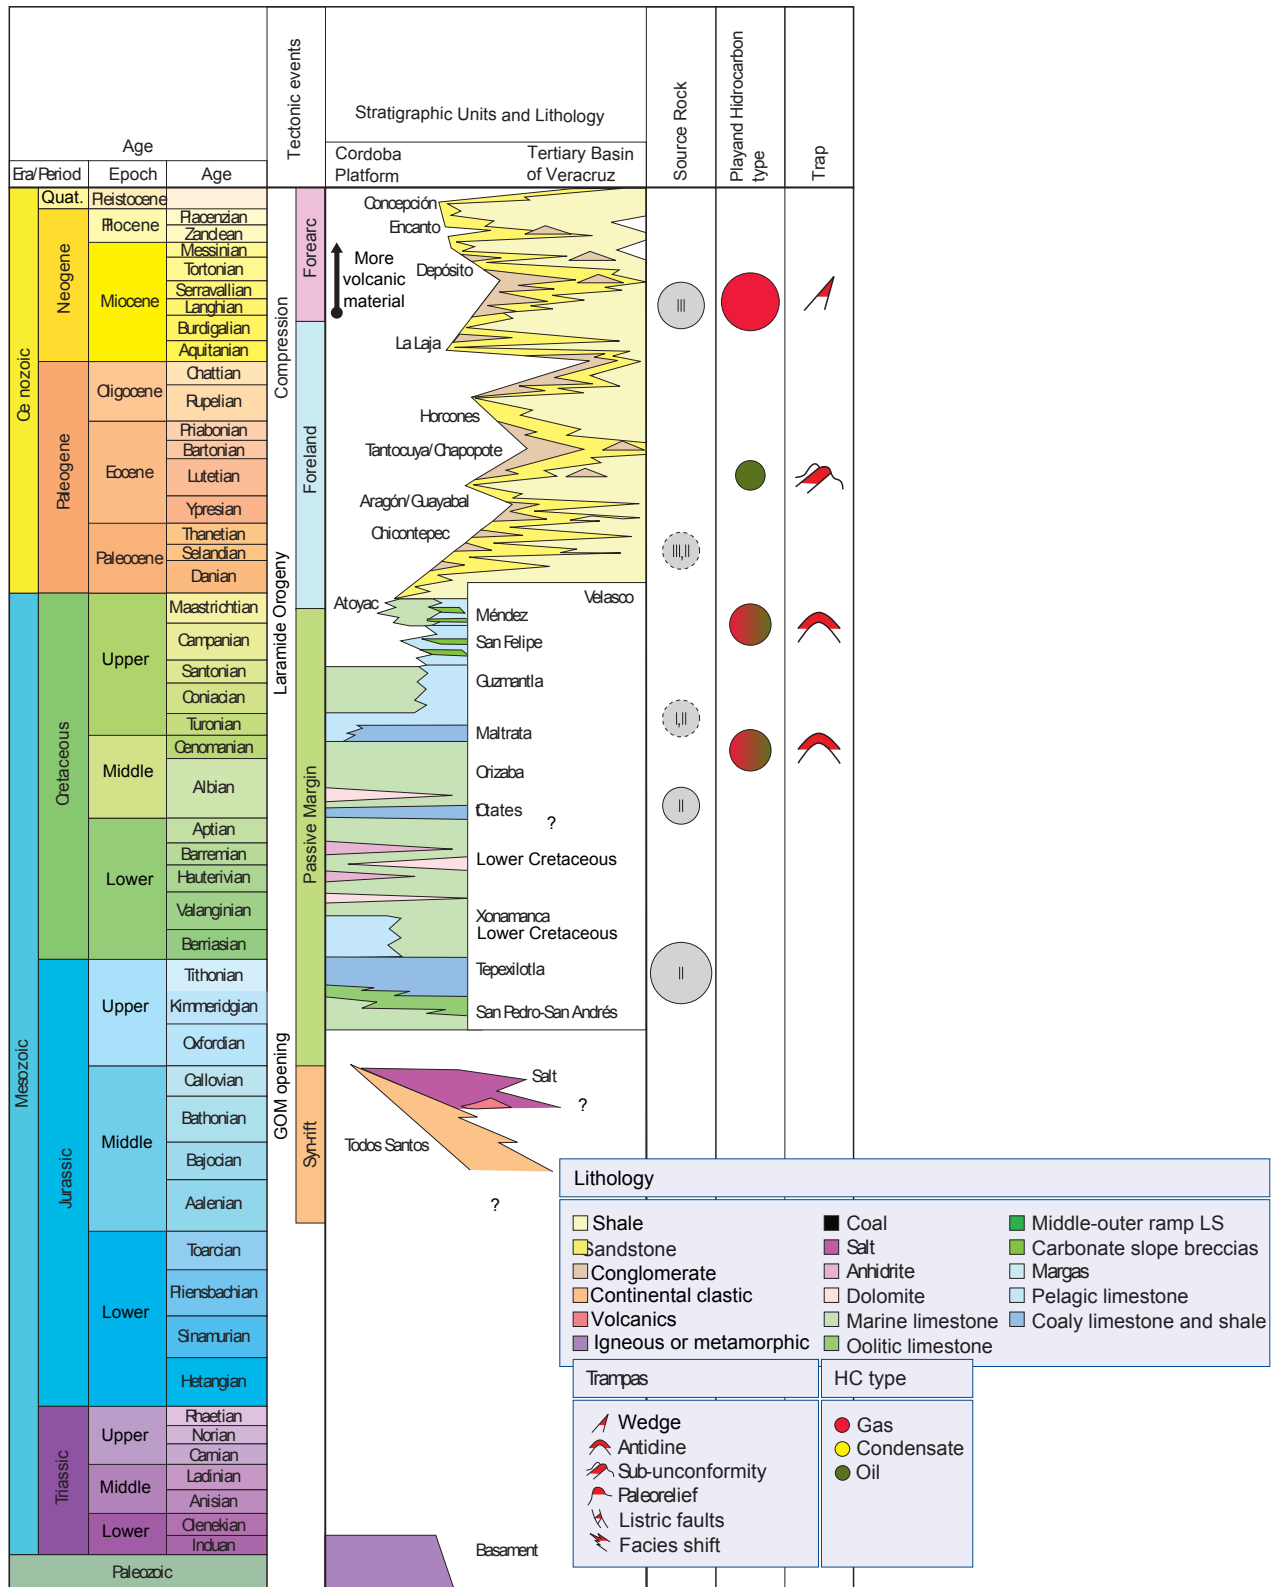 Age
Tectonic events
Stratigraphic Units and Lithology
Source Rock
Playand Hidrocarbon
type
Trap
Era/Period
Epoch
Age
Cordoba
Platform
Tertiary Basin
of Veracruz
Cenozoic
Mesozoic
Paleozoic
Quat.
Neogene
Paleogene
Cretaceous
Jurassic
Triassic
Pleistocene
Pliocene
Miocene
Oligocene
Eocene
Paleocene
Upper
Middle
Lower
Upper
Middle
Lower
Upper
Middle
Lower
Piacenzian
Zanclean
Messinian
Tortonian
Serravallian
Langhian
Burdigalian
Aquitanian
Chattian
Rupelian
Priabonian
Bartonian
Lutetian
Ypresian
Thanetian
Selandian
Danian
Maastrichtian
Campanian
Santonian
Coniacian
Turonian
Cenomanian
Albian
Aptian
Barremian
Hauterivian
Valanginian
Berriasian
Tithonian
Kimmeridgian
Oxfordian
Callovian
Bathonian
Bajocian
Aalenian
Toarcian
Pliensbachian
Sinamurian
Hetangian
Rhaetian
Norian
Carnian
Ladinian
Anisian
Olenekian
Induan
Compression
Laramide Orogeny
GOM opening
Forearc
Foreland
Passive Margin
Syn-rift
Concepción
Encanto
More
volcanic
material
Depósito
La Laja
Horcones
Tantocuya/Chapopote
Aragón/Guayabal
Chicontepec
Velasco
Atoyac
Méndez
San Felipe
Guzmantla
Maltrata
Orizaba
Otates
?
Lower Cretaceous
Xonamanca
Lower Cretaceous
Tepexilotla
San Pedro-San Andrés
Salt
?
Todos Santos
?
Basament
III
III,II
I,II
II
II
Lithology
Shale
Sandstone
Conglomerate
Continental clastic
Volcanics
Igneous or metamorphic
Coal
Salt
Anhidrite
Dolomite
Marine limestone
Oolitic limestone
Middle-outer ramp LS
Carbonate slope breccias
Margas
Pelagic limestone
Coaly limestone and shale
Trampas
Wedge
Antidine
Sub-unconformity
Paleorelief
Listric faults
Facies shift
HC type
Gas
Condensate
Oil